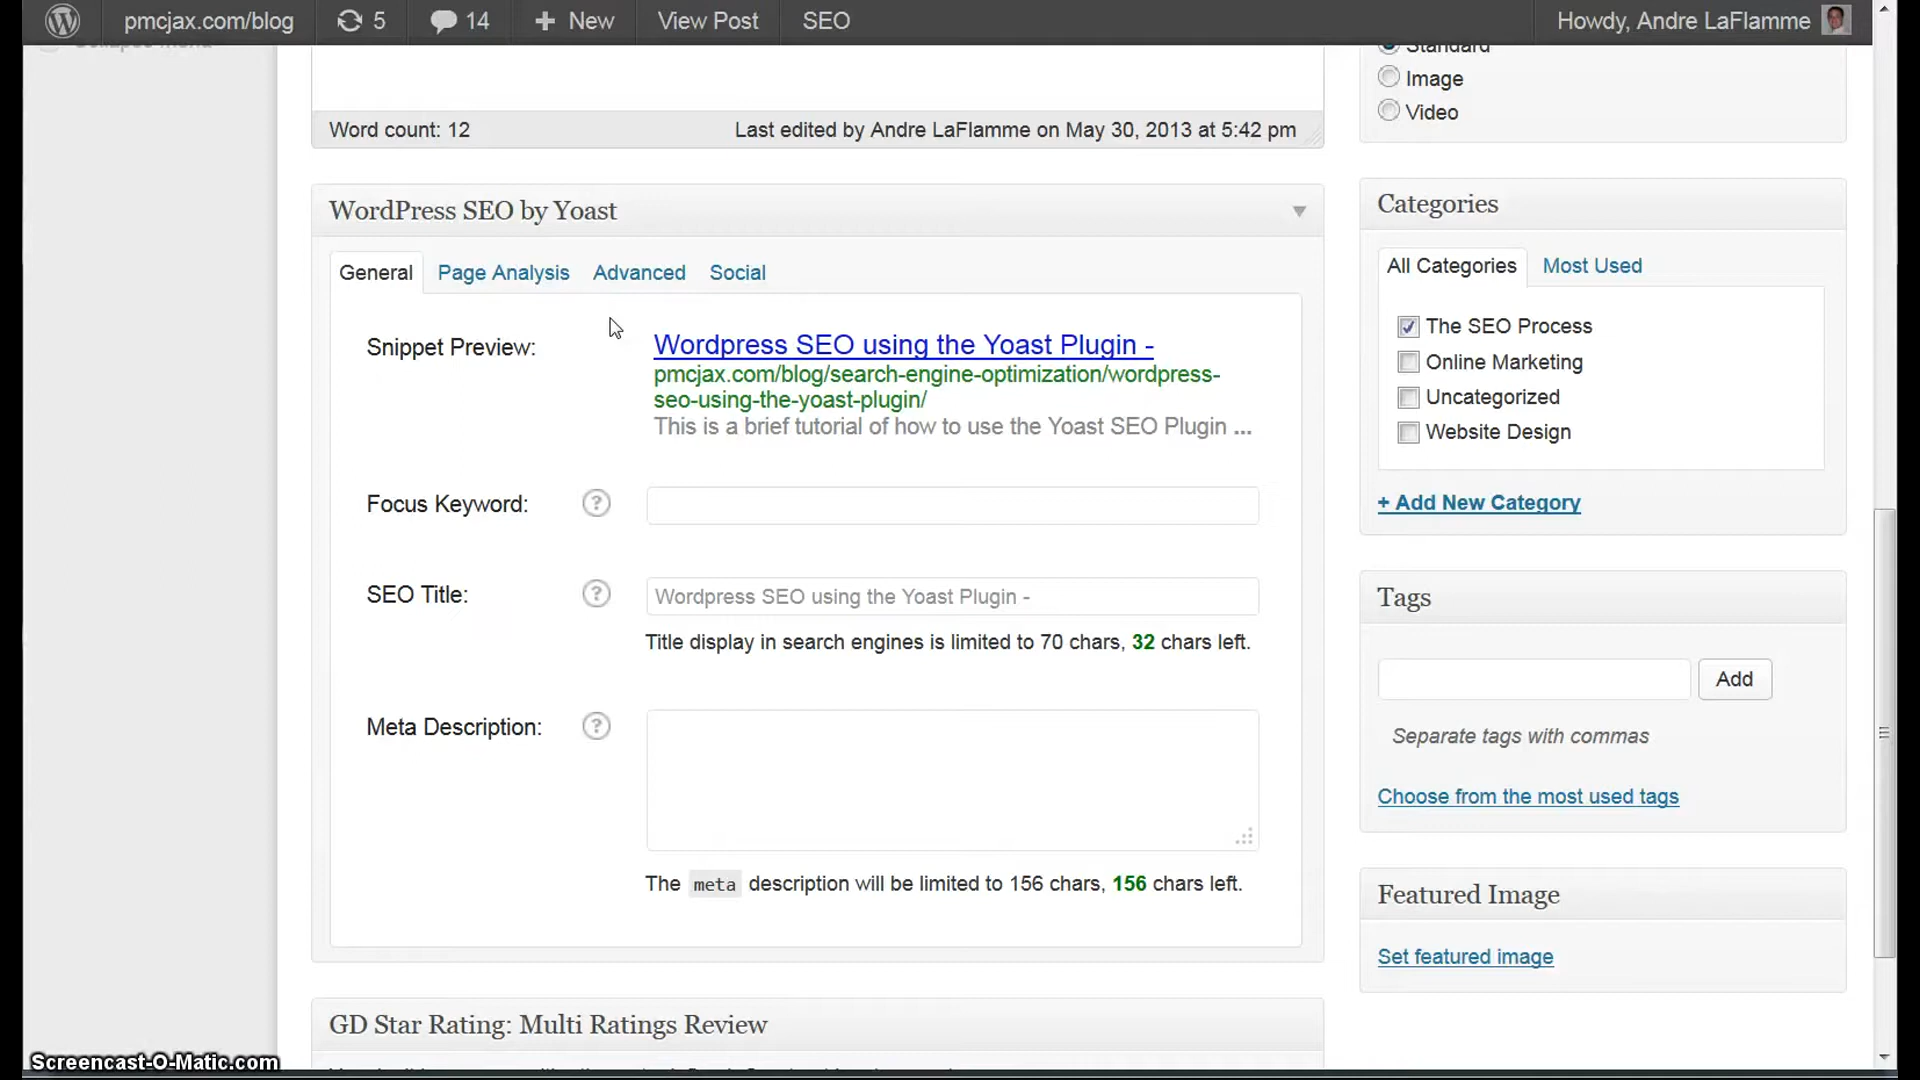 pmcjax.com/blog 5 14 + New View Post SEO Howdy, Andre LaFlamme
Collapse menu
Standard
Image
Video
Word count: 12 Last edited by Andre LaFlamme on May 30, 2013 at 5:42 pm
WordPress SEO by Yoast
General Page Analysis Advanced Social
Snippet Preview: Wordpress SEO using the Yoast Plugin -
pmcjax.com/blog/search-engine-optimization/wordpress-
seo-using-the-yoast-plugin/
This is a brief tutorial of how to use the Yoast SEO Plugin ...
Focus Keyword: ?
SEO Title: ? Wordpress SEO using the Yoast Plugin -
Title display in search engines is limited to 70 chars, 32 chars left.
Meta Description: ?
The meta description will be limited to 156 chars, 156 chars left.
GD Star Rating: Multi Ratings Review
Categories
All Categories Most Used
The SEO Process
Online Marketing
Uncategorized
Website Design
+ Add New Category
Tags
Add
Separate tags with commas
Choose from the most used tags
Featured Image
Set featured image
Screencast-O-Matic.com